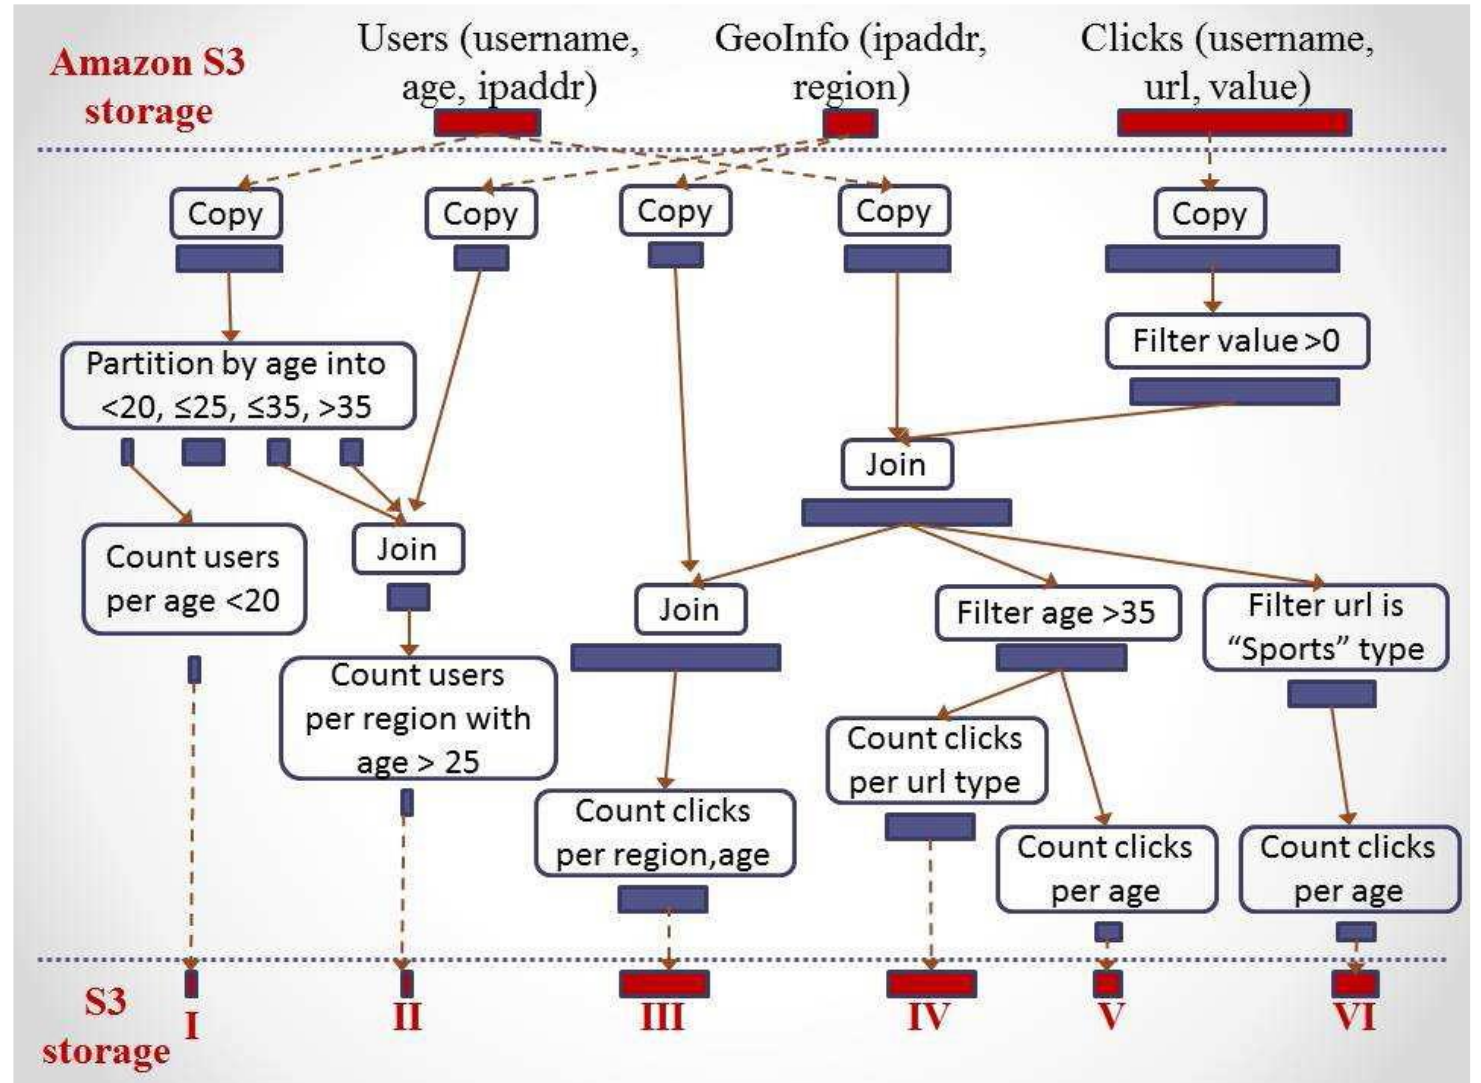 Amazon S3
storage
Users (username,
age, ipaddr)
GeoInfo (ipaddr,
region)
Clicks (username,
url, value)
Copy
Copy
Copy
Copy
Copy
Partition by age into
<20, ≤25, ≤35, >35
Filter value >0
Join
Count users
per age <20
Join
Join
Filter age >35
Filter url is
“Sports” type
Count users
per region with
age > 25
Count clicks
per region,age
Count clicks
per url type
Count clicks
per age
Count clicks
per age
S3
storage
I
II
III
IV
V
VI